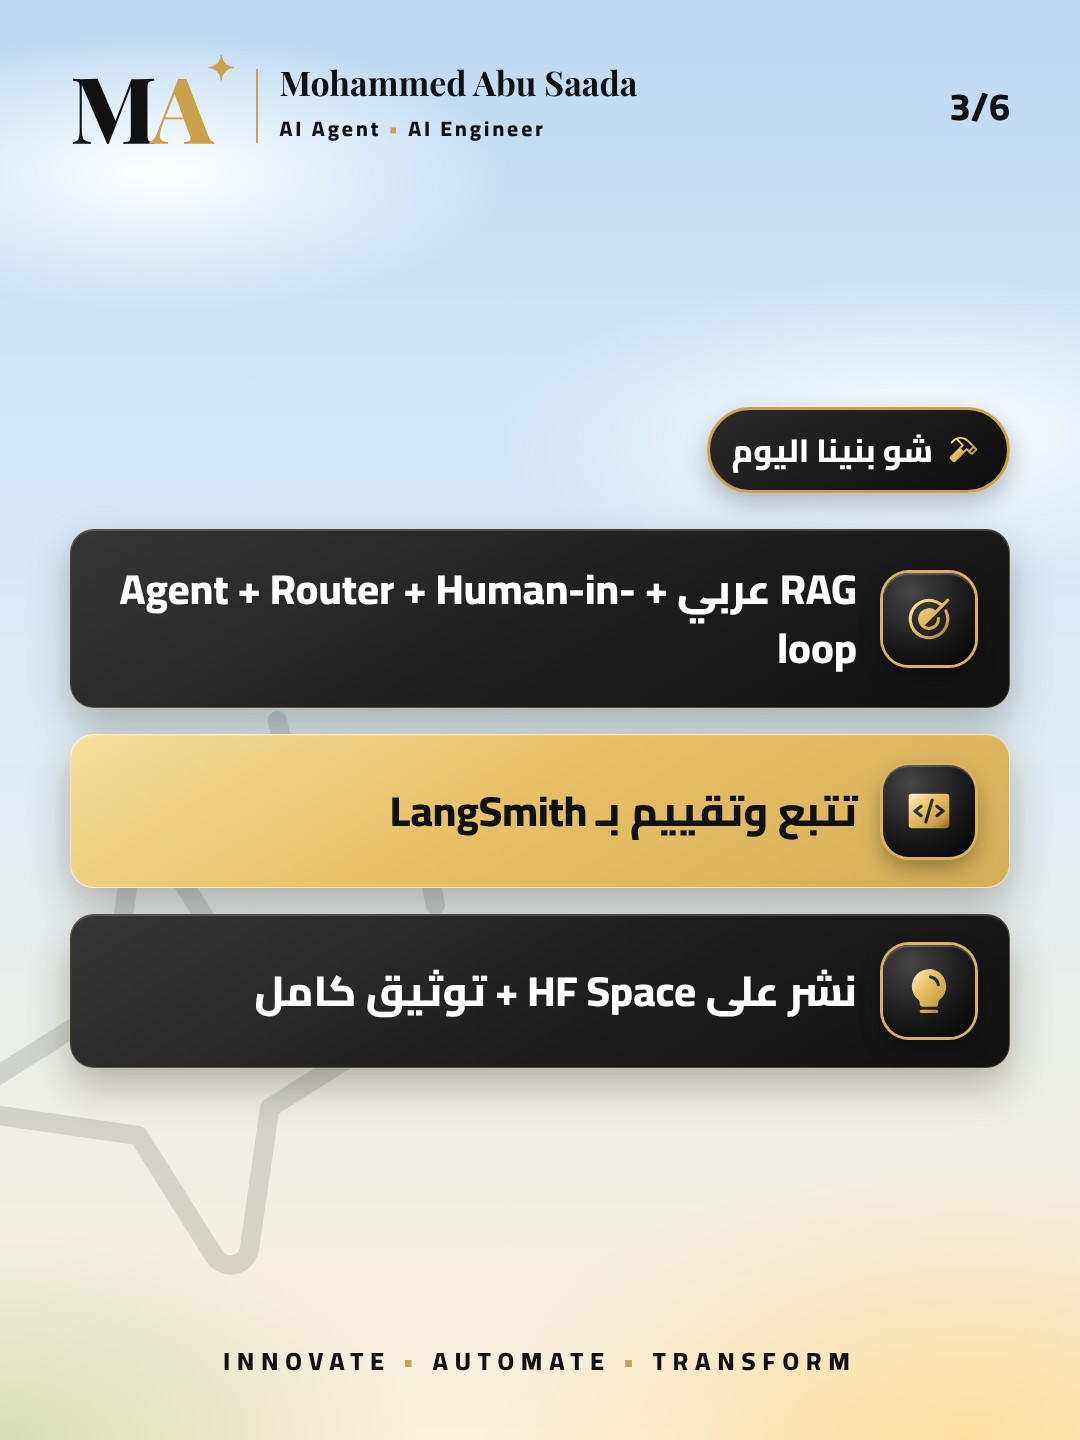 MA
Mohammed Abu Saada
AI Agent ▪ AI Engineer
3/6
شو بنينا اليوم
RAG عربي + Agent + Router + Human-in-
loop
تتبع وتقييم بـ LangSmith
نشر على HF Space + توثيق كامل
INNOVATE ▪ AUTOMATE ▪ TRANSFORM